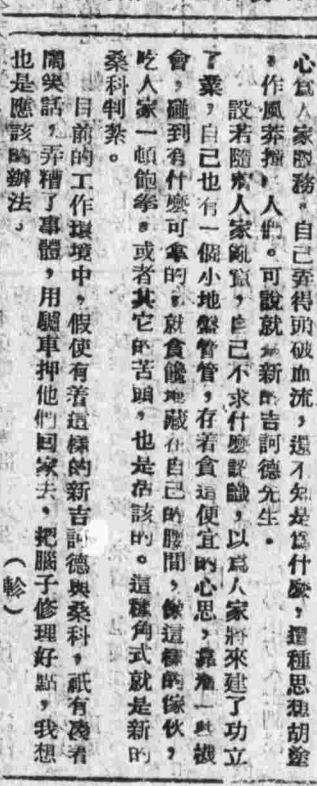 心爲人家服務，自己弄得頭破血流，還不知是爲什麽，這種思想胡塗
，作風莽撞，人們。可說就是新的吉訶德先生。
設若隨着人家亂竄，自己不求什麽認識，以爲人家將來建了功立
了業，自己也有一個小地盤管管，存着貪這便宜的心思，靠着一些機
會，碰到有什麽可拿的，就貪饞地藏在自己的腰間，像這樣的傢伙，
吃人家一頓飽拳。或者其它的苦頭，也是活該的。這種角式就是新的
桑科判紮。
目前的工作環境中，假使有着這樣的新吉訶德與桑科，祇有湊着
鬧笑話，弄糟了事體，用驢車押他們回家去，把腦子修理好點，我想
也是應該的辦法。
（軫）